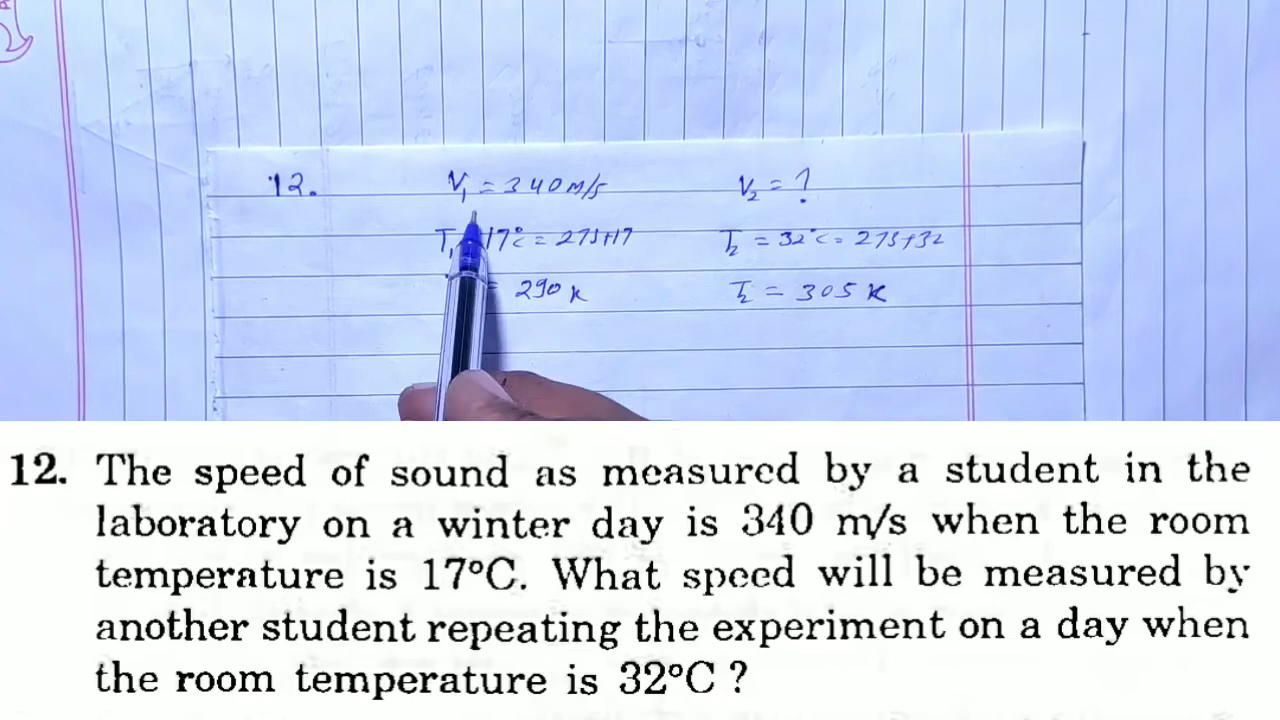 12. V₁ = 340 m/s V₂ = ?
T₁ 17°C = 273+17 T₂ = 32°C = 273+32
= 290 K T₂ = 305 K
12. The speed of sound as measured by a student in the
laboratory on a winter day is 340 m/s when the room
temperature is 17°C. What speed will be measured by
another student repeating the experiment on a day when
the room temperature is 32°C ?